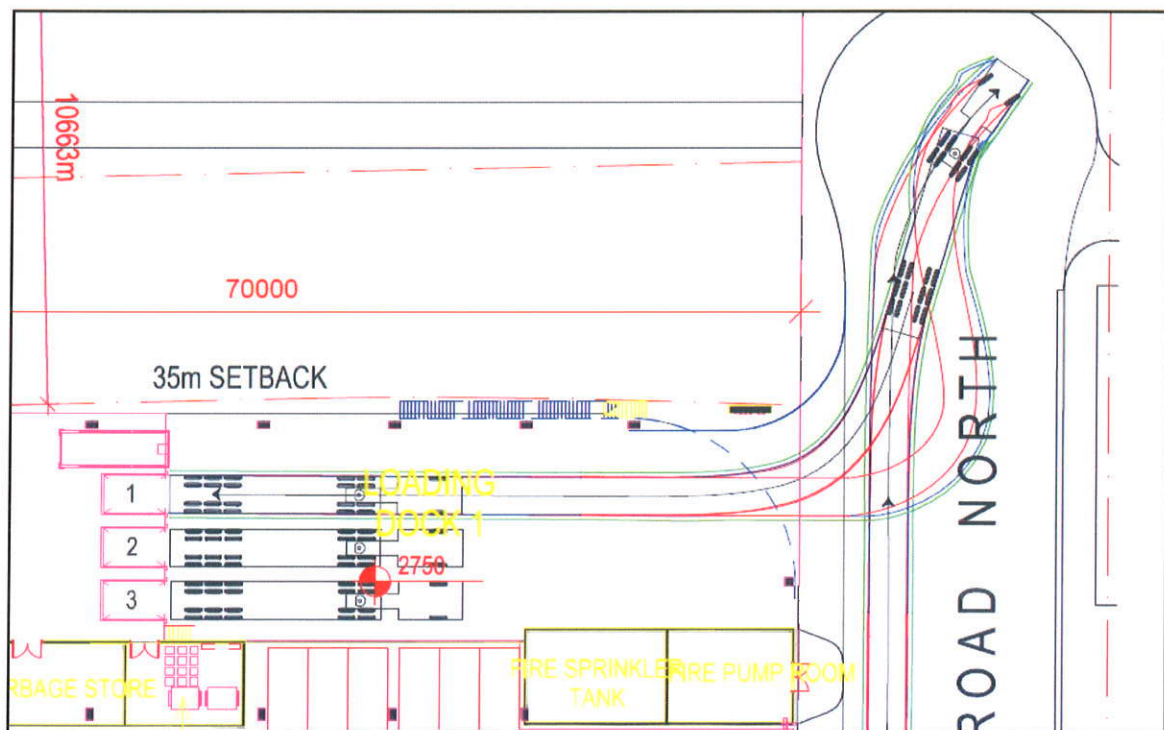 10663m
70000
35m SETBACK
1
LOADING
DOCK 1
2
2750
3
RBAGE STORE
FIRE SPRINKLER
TANK
FIRE PUMP ROOM
ROAD NORTH